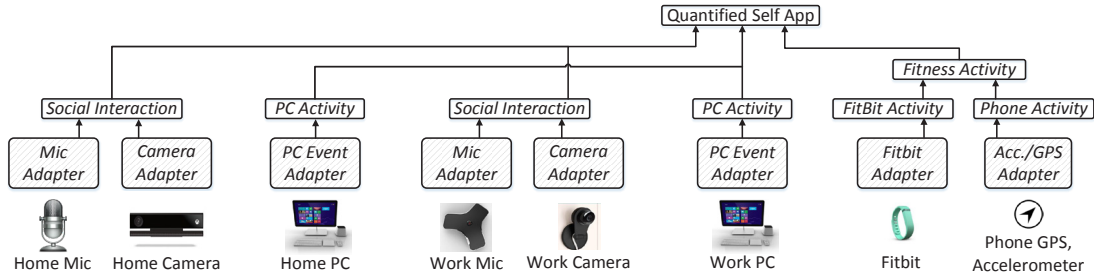 Quantified Self App
Fitness Activity
Social Interaction
PC Activity
Social Interaction
PC Activity
FitBit Activity
Phone Activity
Mic
Adapter
Camera
Adapter
PC Event
Adapter
Mic
Adapter
Camera
Adapter
PC Event
Adapter
Fitbit
Adapter
Acc./GPS
Adapter
Home Mic
Home Camera
Home PC
Work Mic
Work Camera
Work PC
Fitbit
Phone GPS,
Accelerometer